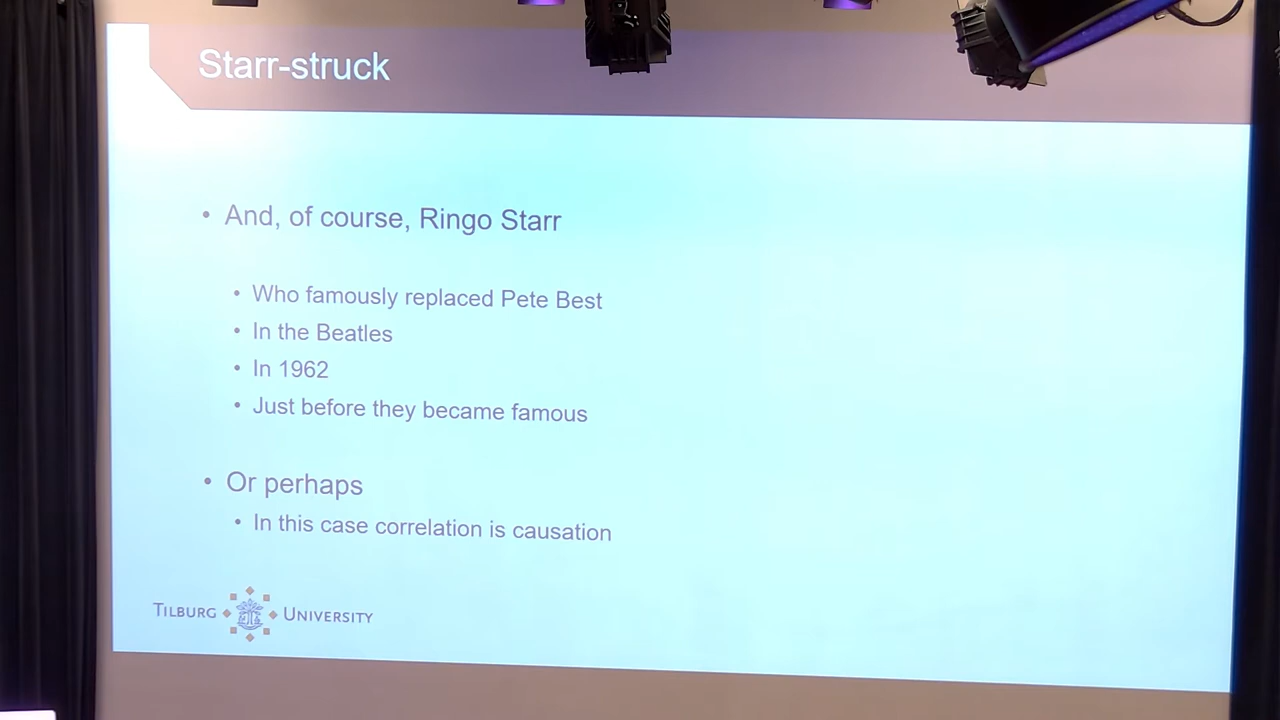 Starr-struck
• And, of course, Ringo Starr
• Who famously replaced Pete Best
• In the Beatles
• In 1962
• Just before they became famous
• Or perhaps
• In this case correlation is causation
TILBURG UNIVERSITY